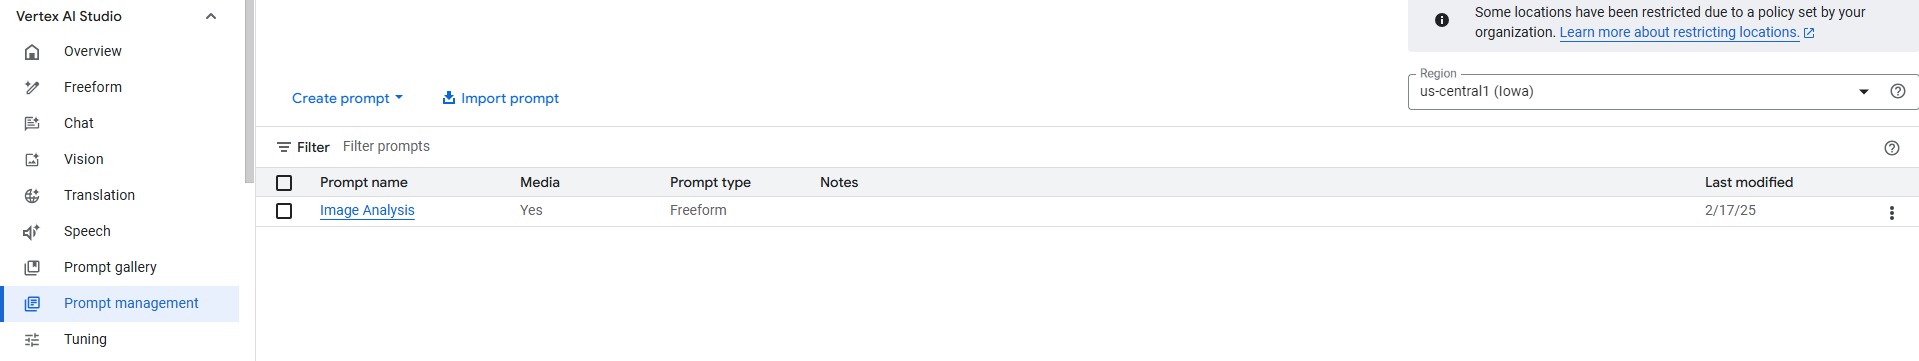 Vertex AI Studio
Overview
Freeform
Chat
Vision
Translation
Speech
Prompt gallery
Prompt management
Tuning
Some locations have been restricted due to a policy set by your
organization. Learn more about restricting locations.
Create prompt
Import prompt
Region
us-central1 (Iowa)
Filter Filter prompts
Prompt name Media Prompt type Notes Last modified
Image Analysis Yes Freeform 2/17/25